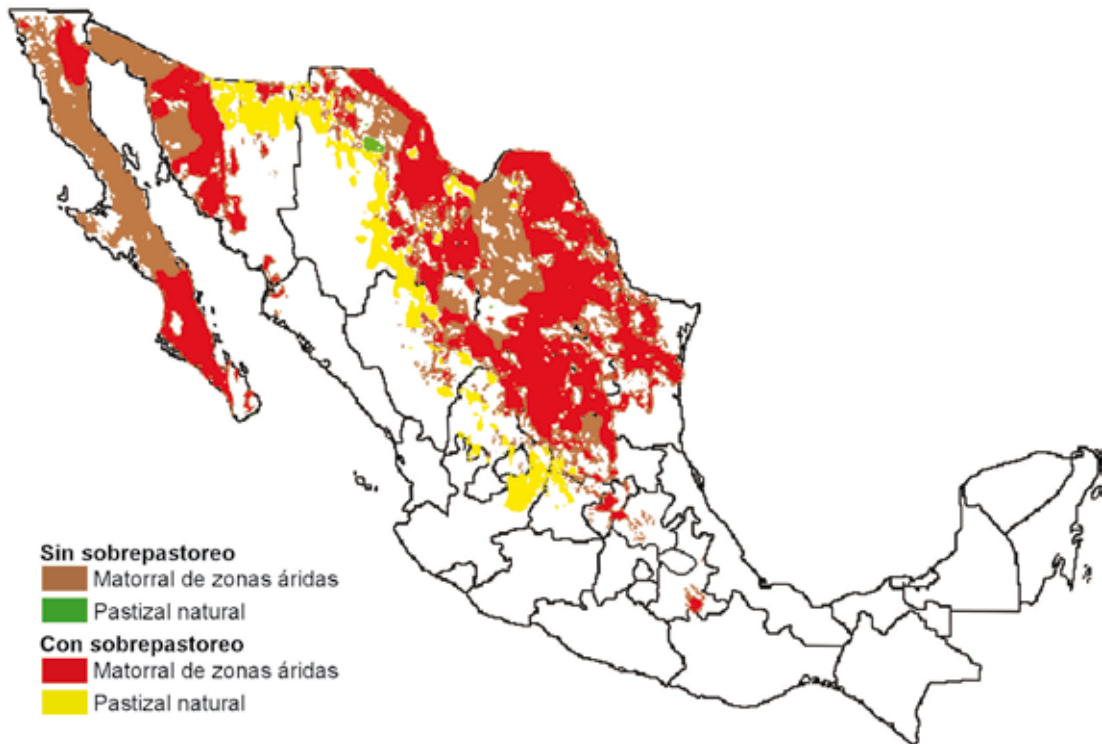 Sin sobrepastoreo
Matorral de zonas áridas
Pastizal natural
Con sobrepastoreo
Matorral de zonas áridas
Pastizal natural